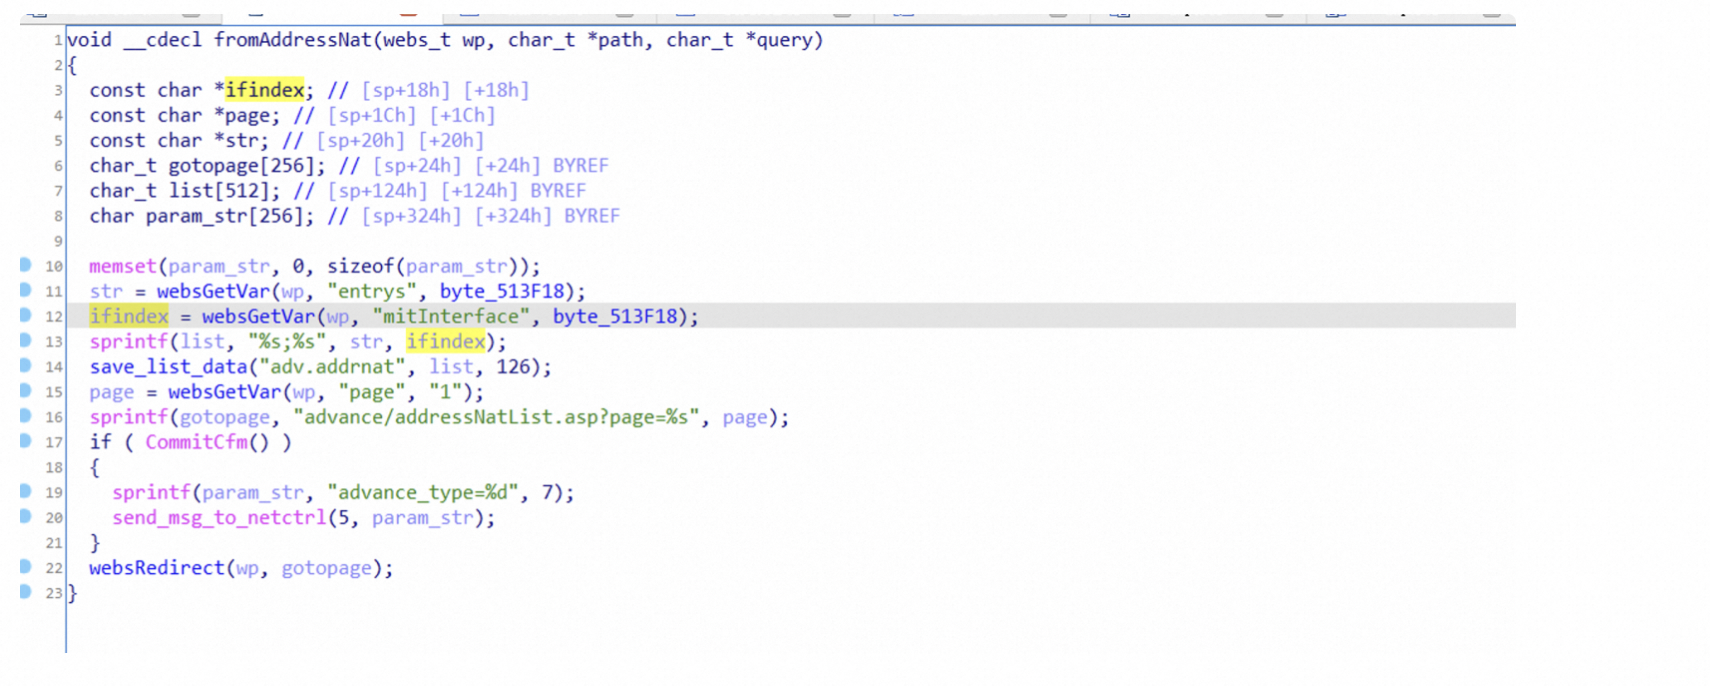 1 void __cdecl fromAddressNat(webs_t wp, char_t *path, char_t *query)
2 {
3 const char *ifindex; // [sp+18h] [+18h]
4 const char *page; // [sp+1Ch] [+1Ch]
5 const char *str; // [sp+20h] [+20h]
6 char_t gotopage[256]; // [sp+24h] [+24h] BYREF
7 char_t list[512]; // [sp+124h] [+124h] BYREF
8 char param_str[256]; // [sp+324h] [+324h] BYREF
9
10 memset(param_str, 0, sizeof(param_str));
11 str = websGetVar(wp, "entrys", byte_513F18);
12 ifindex = websGetVar(wp, "mitInterface", byte_513F18);
13 sprintf(list, "%s;%s", str, ifindex);
14 save_list_data("adv.addrnat", list, 126);
15 page = websGetVar(wp, "page", "1");
16 sprintf(gotopage, "advance/addressNatList.asp?page=%s", page);
17 if ( CommitCfm() )
18 {
19 sprintf(param_str, "advance_type=%d", 7);
20 send_msg_to_netctrl(5, param_str);
21 }
22 websRedirect(wp, gotopage);
23 }